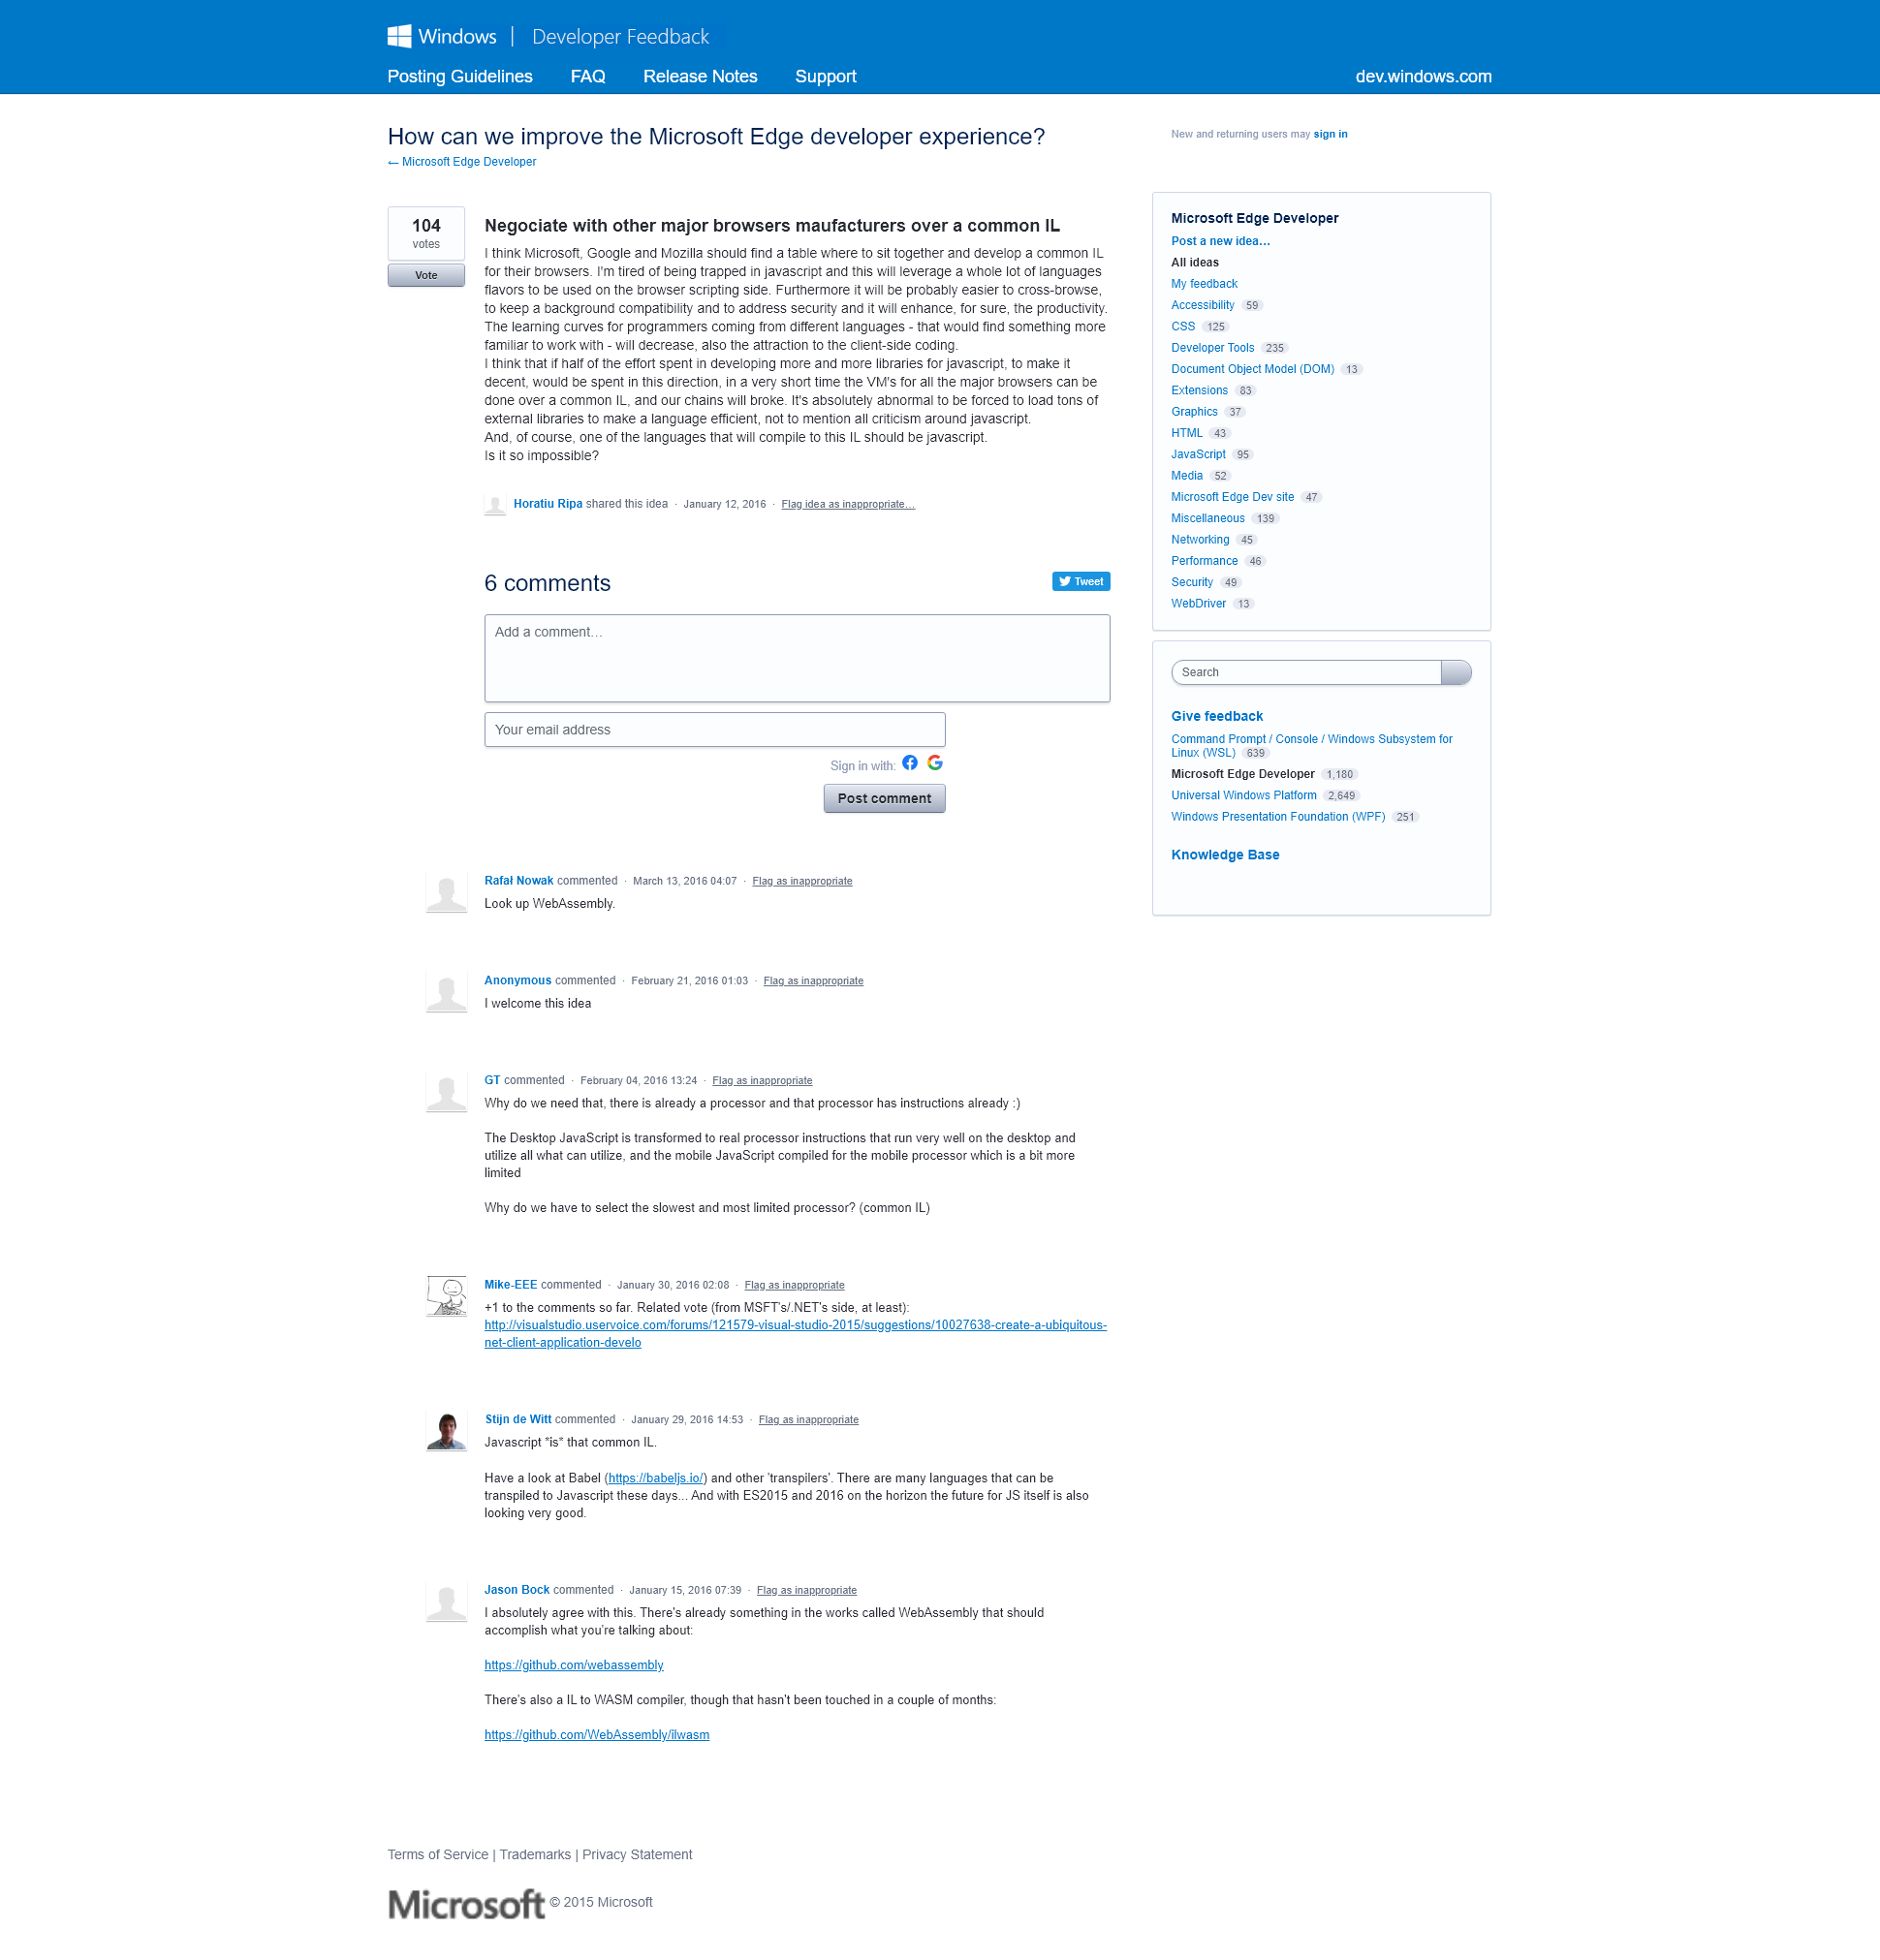 Windows | Developer Feedback
Posting Guidelines FAQ Release Notes Support dev.windows.com
How can we improve the Microsoft Edge developer experience?
← Microsoft Edge Developer
New and returning users may sign in
104
votes
Vote
Negociate with other major browsers maufacturers over a common IL
I think Microsoft, Google and Mozilla should find a table where to sit together and develop a common IL
for their browsers. I'm tired of being trapped in javascript and this will leverage a whole lot of languages
flavors to be used on the browser scripting side. Furthermore it will be probably easier to cross-browse,
to keep a background compatibility and to address security and it will enhance, for sure, the productivity.
The learning curves for programmers coming from different languages - that would find something more
familiar to work with - will decrease, also the attraction to the client-side coding.
I think that if half of the effort spent in developing more and more libraries for javascript, to make it
decent, would be spent in this direction, in a very short time the VM's for all the major browsers can be
done over a common IL, and our chains will broke. It's absolutely abnormal to be forced to load tons of
external libraries to make a language efficient, not to mention all criticism around javascript.
And, of course, one of the languages that will compile to this IL should be javascript.
Is it so impossible?
Horatiu Ripa shared this idea · January 12, 2016 · Flag idea as inappropriate…
6 comments
Tweet
Add a comment…
Your email address
Sign in with:
Post comment
Rafał Nowak commented · March 13, 2016 04:07 · Flag as inappropriate
Look up WebAssembly.
Anonymous commented · February 21, 2016 01:03 · Flag as inappropriate
I welcome this idea
GT commented · February 04, 2016 13:24 · Flag as inappropriate
Why do we need that, there is already a processor and that processor has instructions already :)
The Desktop JavaScript is transformed to real processor instructions that run very well on the desktop and
utilize all what can utilize, and the mobile JavaScript compiled for the mobile processor which is a bit more
limited
Why do we have to select the slowest and most limited processor? (common IL)
Mike-EEE commented · January 30, 2016 02:08 · Flag as inappropriate
+1 to the comments so far. Related vote (from MSFT's/.NET's side, at least):
http://visualstudio.uservoice.com/forums/121579-visual-studio-2015/suggestions/10027638-create-a-ubiquitous-
net-client-application-develo
Stijn de Witt commented · January 29, 2016 14:53 · Flag as inappropriate
Javascript *is* that common IL.
Have a look at Babel (https://babeljs.io/) and other 'transpilers'. There are many languages that can be
transpiled to Javascript these days... And with ES2015 and 2016 on the horizon the future for JS itself is also
looking very good.
Jason Bock commented · January 15, 2016 07:39 · Flag as inappropriate
I absolutely agree with this. There's already something in the works called WebAssembly that should
accomplish what you're talking about:
https://github.com/webassembly
There's also a IL to WASM compiler, though that hasn't been touched in a couple of months:
https://github.com/WebAssembly/ilwasm
Microsoft Edge Developer
Post a new idea…
All ideas
My feedback
Accessibility 59
CSS 125
Developer Tools 235
Document Object Model (DOM) 13
Extensions 83
Graphics 37
HTML 43
JavaScript 95
Media 52
Microsoft Edge Dev site 47
Miscellaneous 139
Networking 45
Performance 46
Security 49
WebDriver 13
Search
Give feedback
Command Prompt / Console / Windows Subsystem for
Linux (WSL) 639
Microsoft Edge Developer 1,180
Universal Windows Platform 2,649
Windows Presentation Foundation (WPF) 251
Knowledge Base
Terms of Service | Trademarks | Privacy Statement
Microsoft © 2015 Microsoft